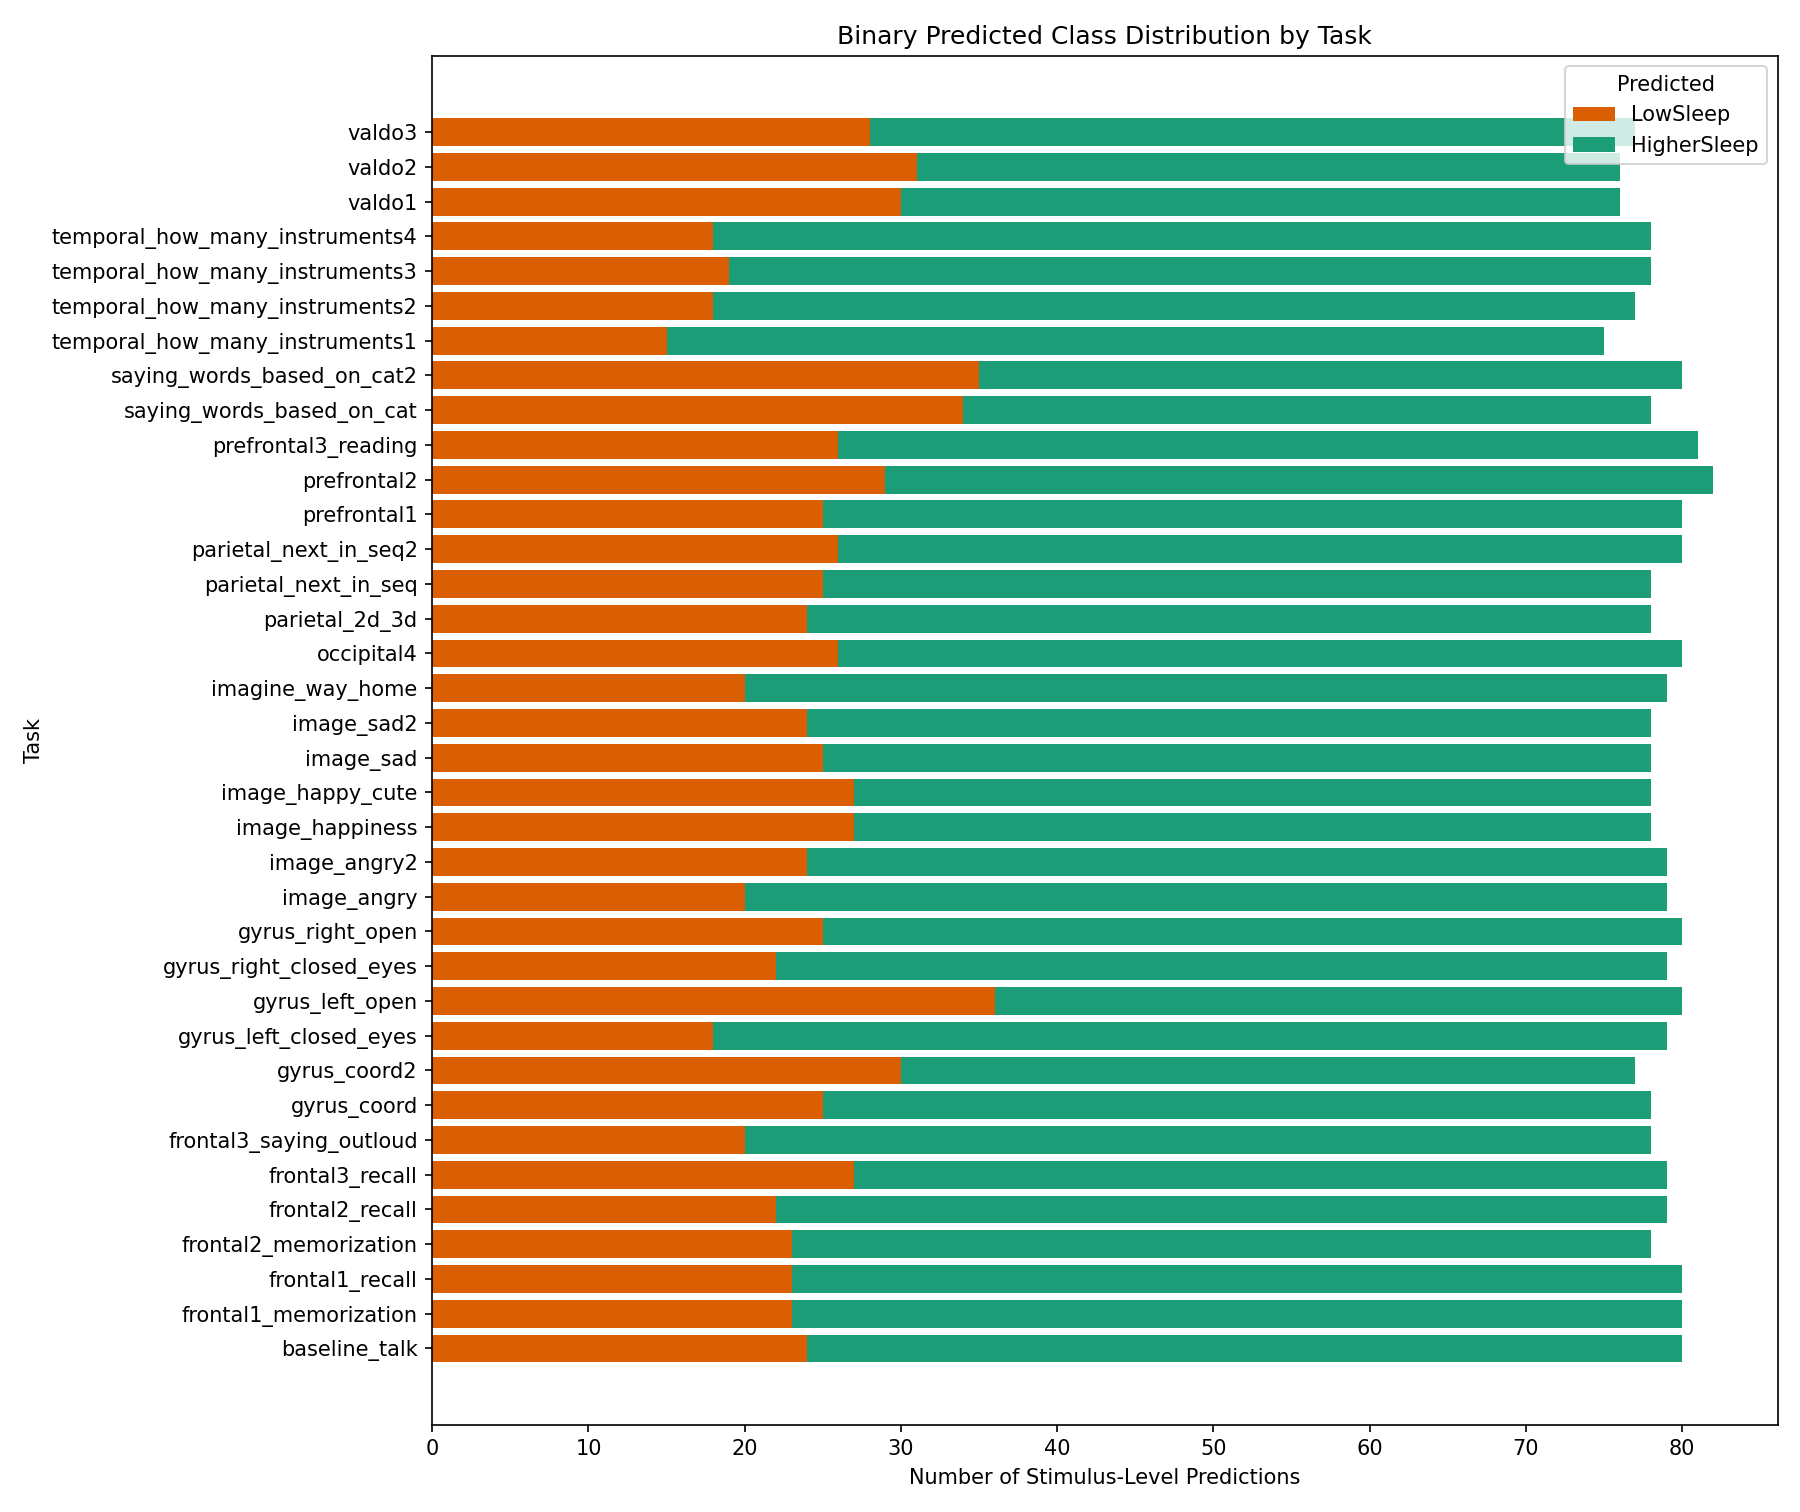 Binary Predicted Class Distribution by Task
Predicted
LowSleep
HigherSleep
valdo3
valdo2
valdo1
temporal_how_many_instruments4
temporal_how_many_instruments3
temporal_how_many_instruments2
temporal_how_many_instruments1
saying_words_based_on_cat2
saying_words_based_on_cat
prefrontal3_reading
prefrontal2
prefrontal1
parietal_next_in_seq2
parietal_next_in_seq
parietal_2d_3d
occipital4
imagine_way_home
image_sad2
image_sad
image_happy_cute
image_happiness
image_angry2
image_angry
gyrus_right_open
gyrus_right_closed_eyes
gyrus_left_open
gyrus_left_closed_eyes
gyrus_coord2
gyrus_coord
frontal3_saying_outloud
frontal3_recall
frontal2_recall
frontal2_memorization
frontal1_recall
frontal1_memorization
baseline_talk
Task
0 10 20 30 40 50 60 70 80
Number of Stimulus-Level Predictions